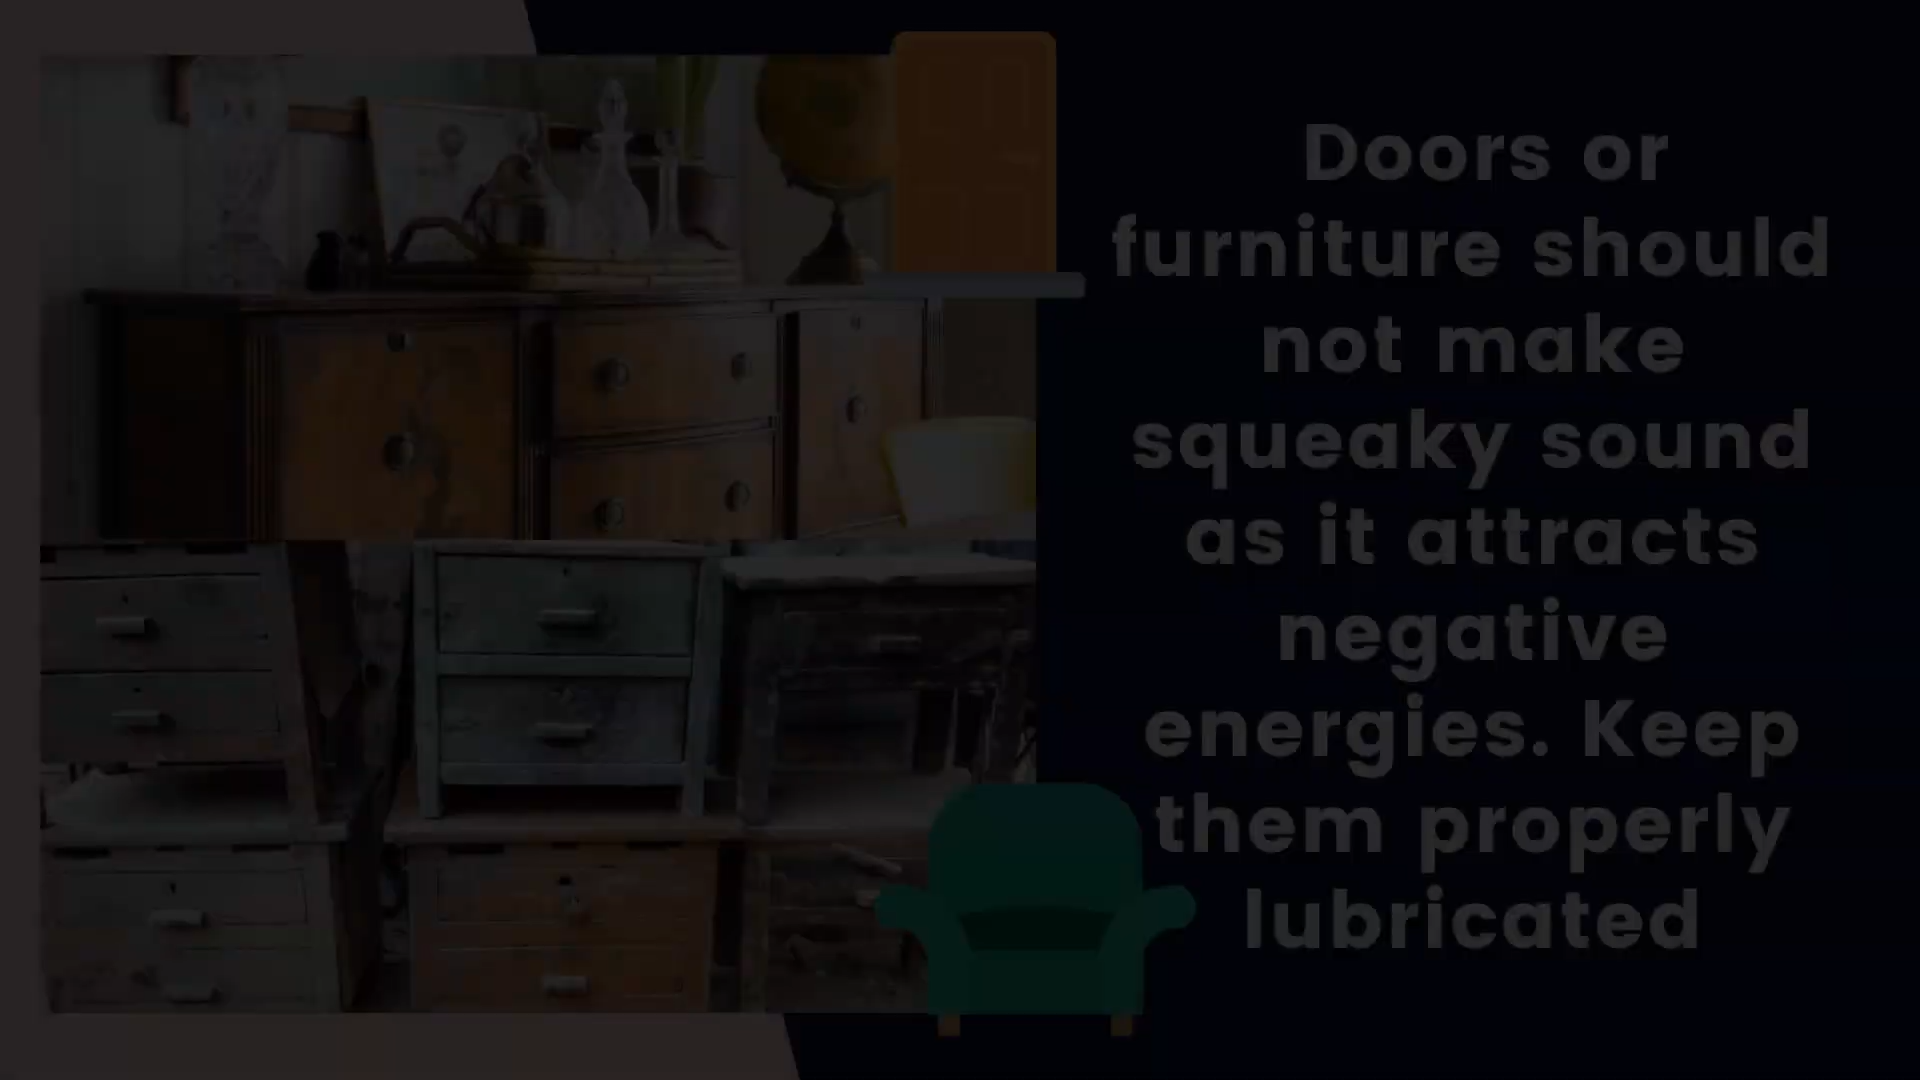 Doors or
furniture should
not make
squeaky sound
as it attracts
negative
energies. Keep
them properly
lubricated